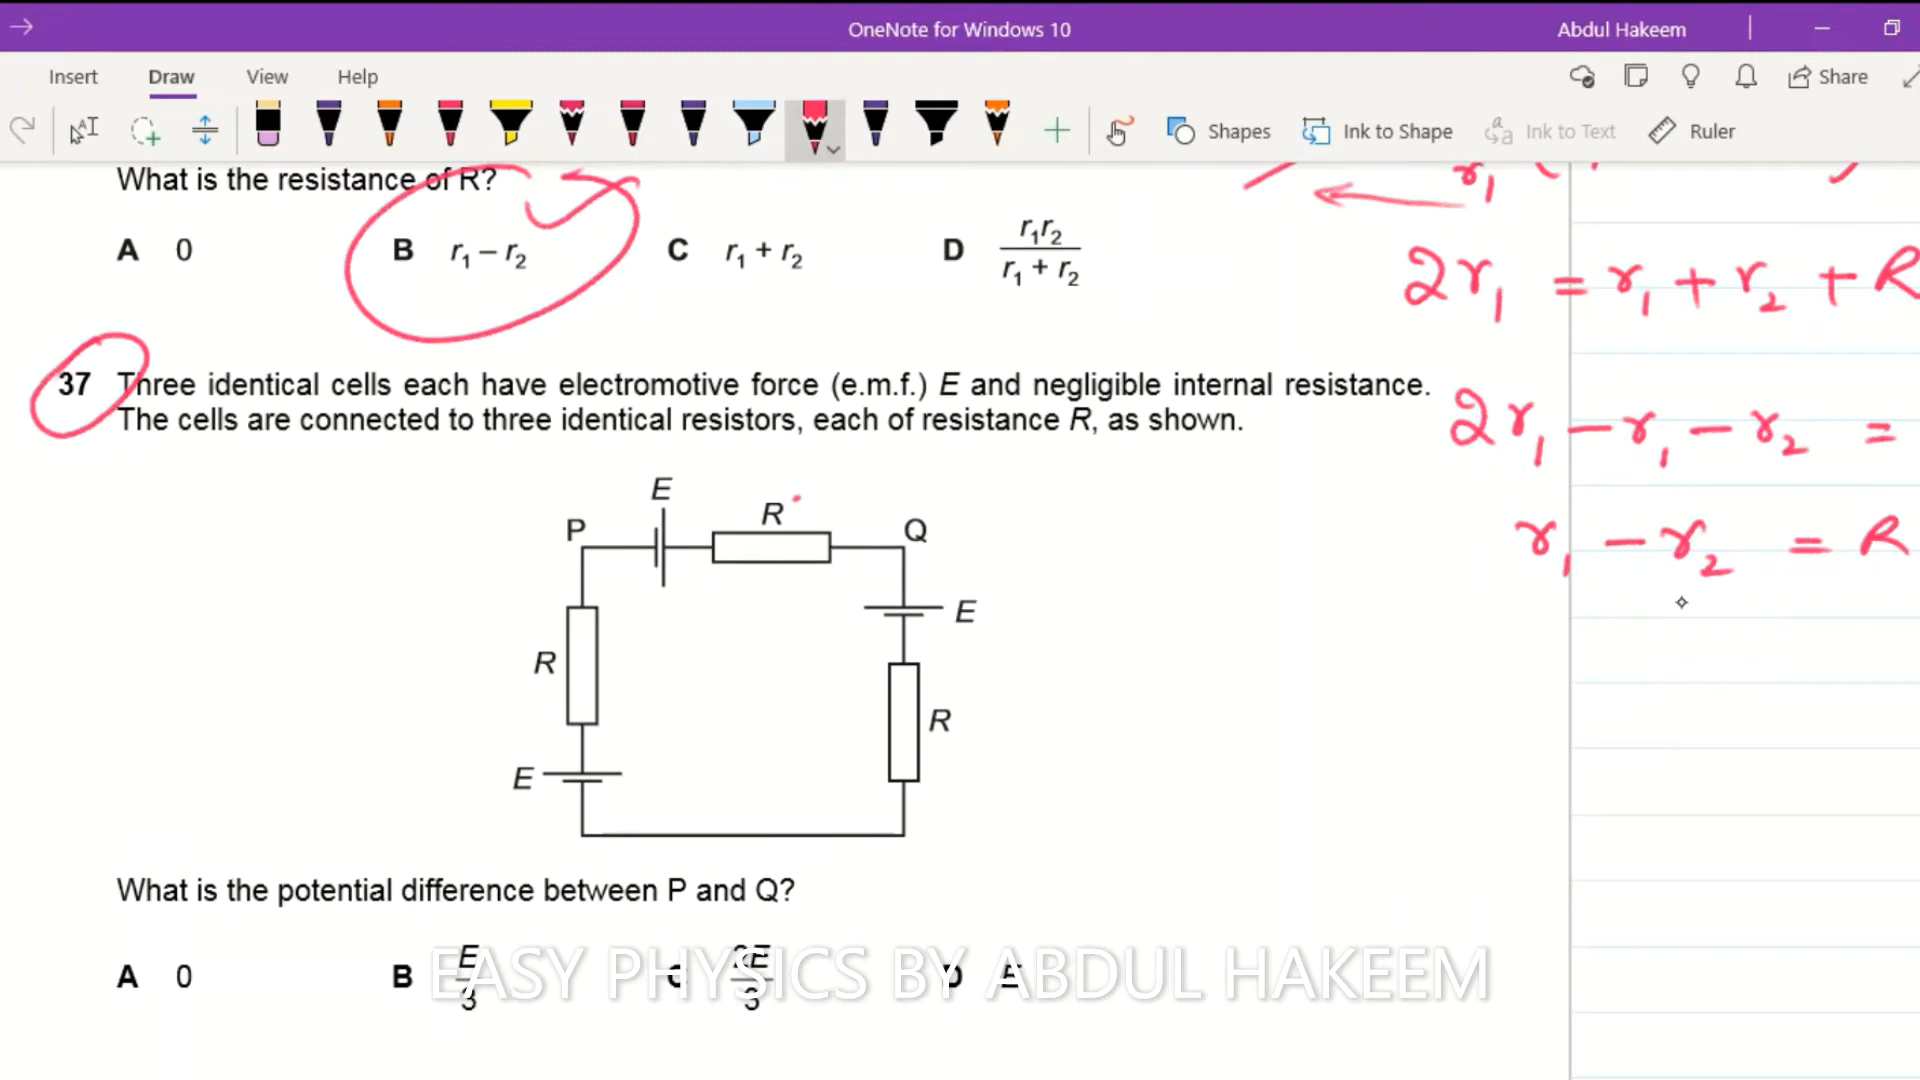 OneNote for Windows 10
Abdul Hakeem
Insert Draw View Help
Share
Shapes Ink to Shape Ink to Text Ruler
What is the resistance of R?
A 0 B r₁ – r₂ C r₁ + r₂ D r₁r₂ / r₁ + r₂
r₁
2r₁ = r₁ + r₂ + R
2r₁ – r₁ – r₂ =
r₁ – r₂ = R
37 Three identical cells each have electromotive force (e.m.f.) E and negligible internal resistance.
The cells are connected to three identical resistors, each of resistance R, as shown.
E
P R Q
E
R
R
E
What is the potential difference between P and Q?
A 0 B E/3 C D E
EASY PHYSICS BY ABDUL HAKEEM